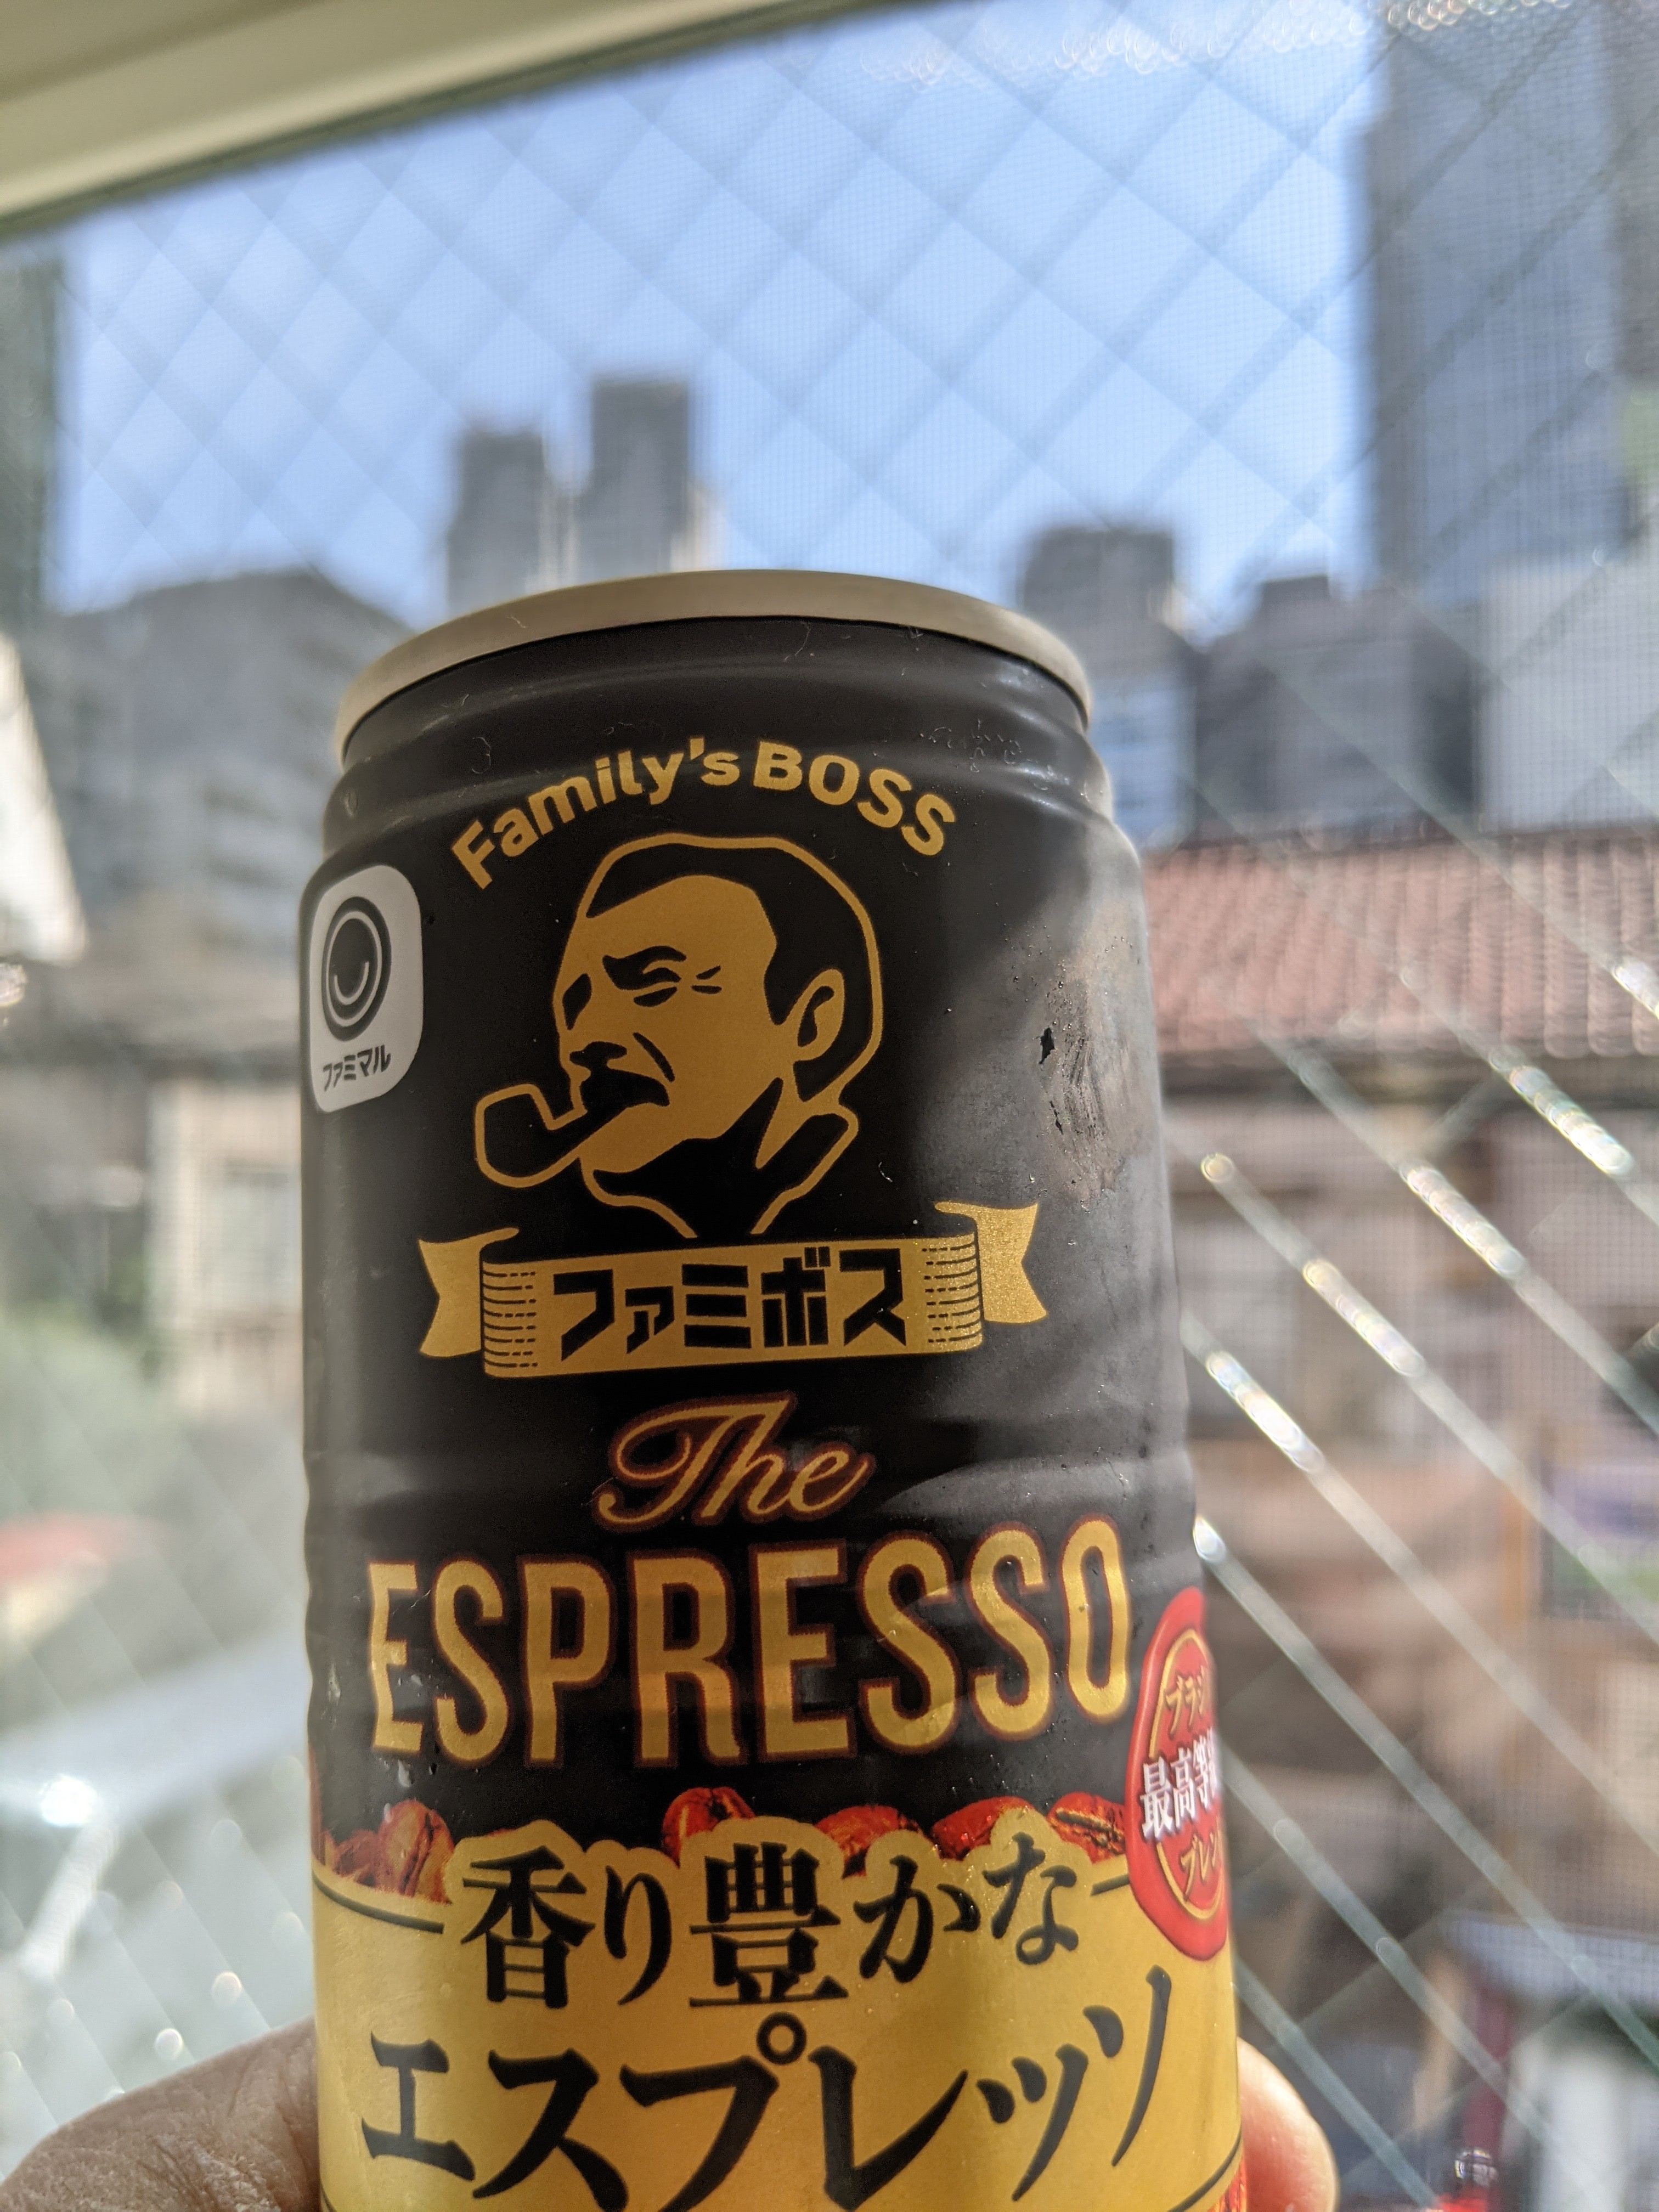 Family's BOSS
ファミマル
ファミボス
The
ESPRESSO
最高等
香り豊かな
エスプレッソ